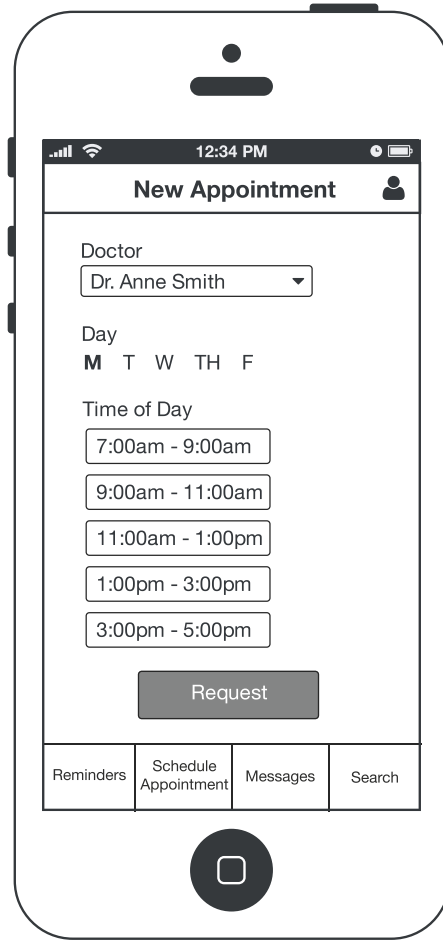 12:34 PM
New Appointment
Doctor
Dr. Anne Smith
Day
M T W TH F
Time of Day
7:00am - 9:00am
9:00am - 11:00am
11:00am - 1:00pm
1:00pm - 3:00pm
3:00pm - 5:00pm
Request
Reminders
Schedule
Appointment
Messages
Search